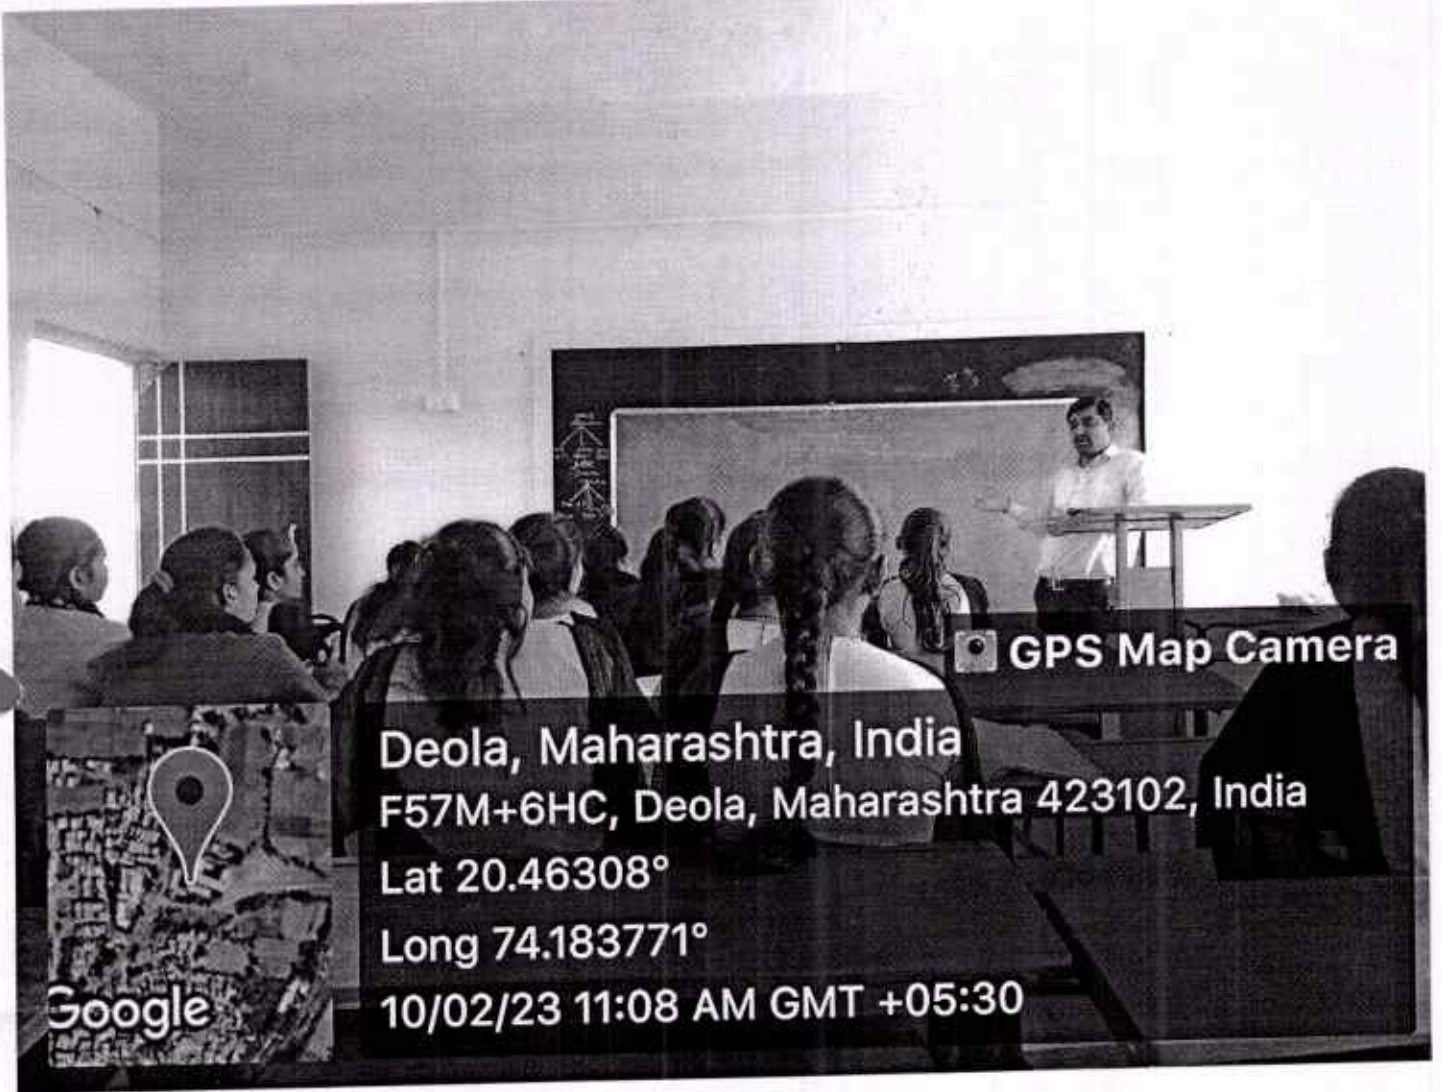 GPS Map Camera
Deola, Maharashtra, India
F57M+6HC, Deola, Maharashtra 423102, India
Lat 20.46308°
Long 74.183771°
10/02/23 11:08 AM GMT +05:30
Google